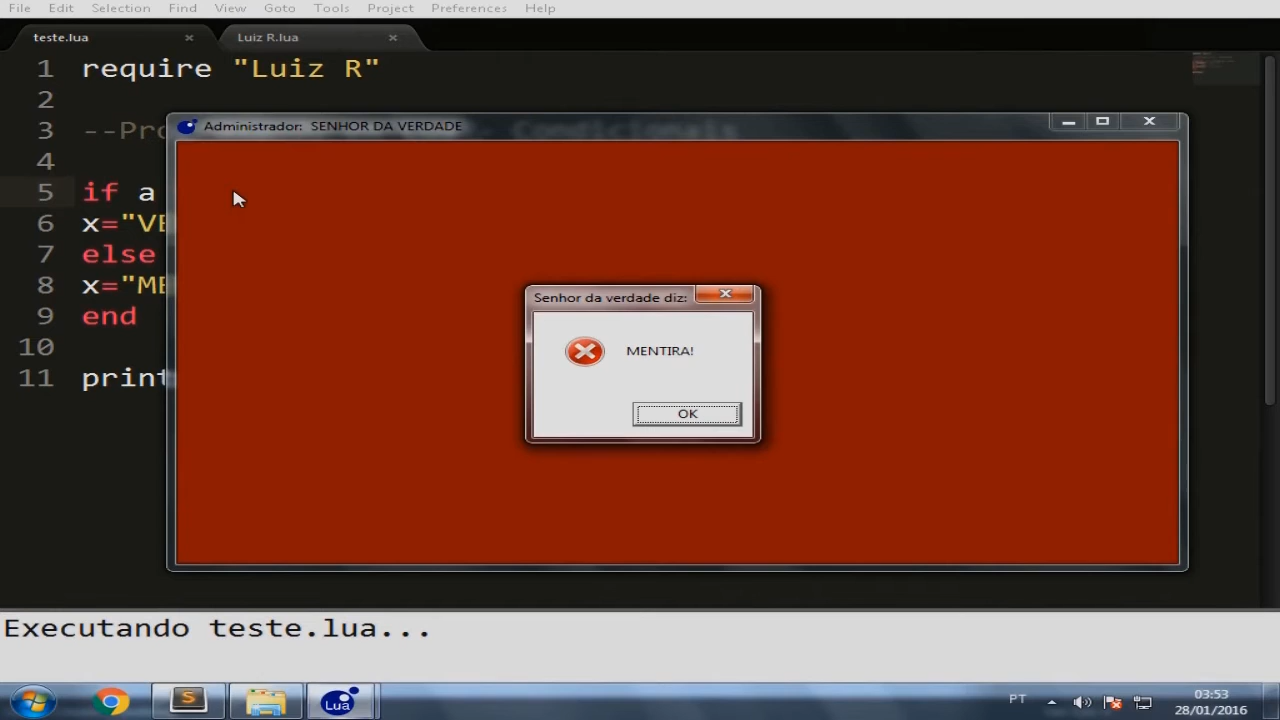 File Edit Selection Find View Goto Tools Project Preferences Help
teste.lua × Luiz R.lua ×
1 require "Luiz R"
2
3 --Pro Condicionais
Administrador: SENHOR DA VERDADE
4
5 if a
6 x="VE
7 else
8 x="ME
9 end
10
11 print
Senhor da verdade diz:
MENTIRA!
OK
Executando teste.lua...
Lua
PT
03:53
28/01/2016